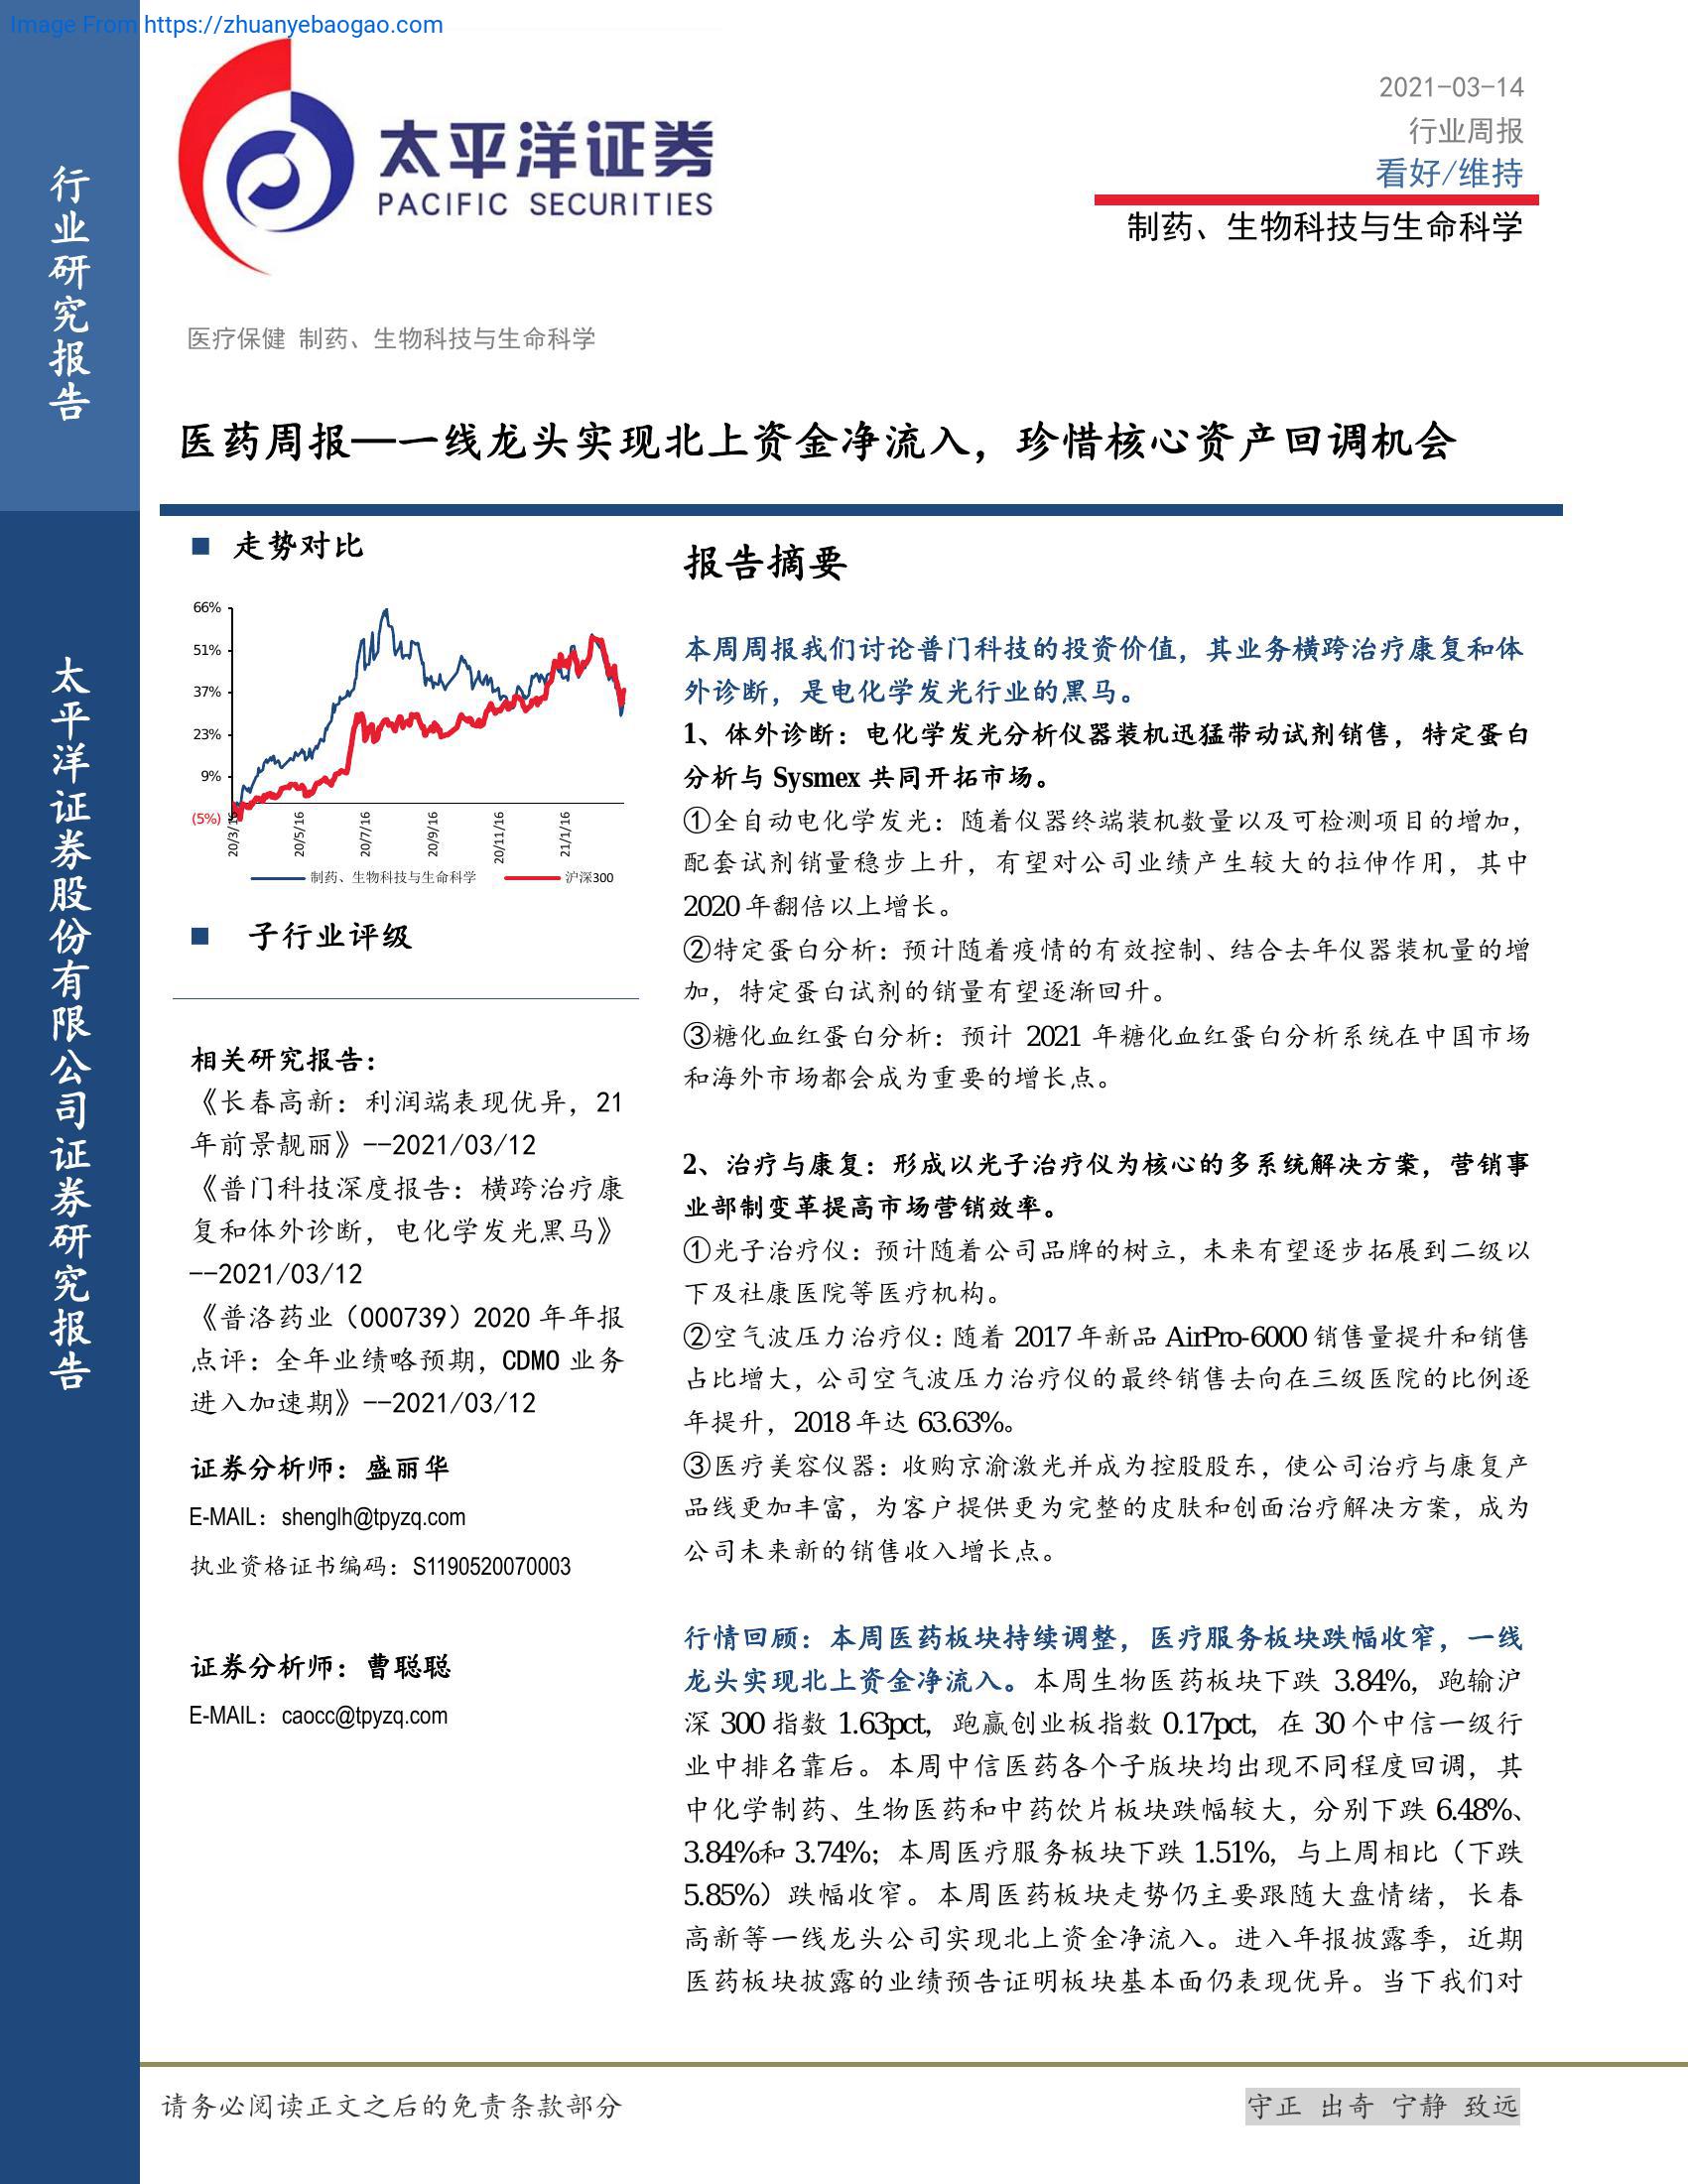 Image From https://zhuanyebaogao.com
行业研究报告
太平洋证券股份有限公司证券研究报告
太平洋证券
PACIFIC SECURITIES
2021-03-14
行业周报
看好/维持
制药、生物科技与生命科学
医疗保健 制药、生物科技与生命科学
医药周报—一线龙头实现北上资金净流入，珍惜核心资产回调机会
■ 走势对比
66%
51%
37%
23%
9%
(5%)
20/3/16
20/5/16
20/7/16
20/9/16
20/11/16
21/1/16
制药、生物科技与生命科学
沪深300
■ 子行业评级
相关研究报告：
《长春高新：利润端表现优异，21
年前景靓丽》--2021/03/12
《普门科技深度报告：横跨治疗康
复和体外诊断，电化学发光黑马》
--2021/03/12
《普洛药业（000739）2020 年年报
点评：全年业绩略预期，CDMO 业务
进入加速期》--2021/03/12
证券分析师：盛丽华
E-MAIL：shenglh@tpyzq.com
执业资格证书编码：S1190520070003
证券分析师：曹聪聪
E-MAIL：caocc@tpyzq.com
报告摘要
本周周报我们讨论普门科技的投资价值，其业务横跨治疗康复和体
外诊断，是电化学发光行业的黑马。
1、体外诊断：电化学发光分析仪器装机迅猛带动试剂销售，特定蛋白
分析与 Sysmex 共同开拓市场。
①全自动电化学发光：随着仪器终端装机数量以及可检测项目的增加，
配套试剂销量稳步上升，有望对公司业绩产生较大的拉伸作用，其中
2020 年翻倍以上增长。
②特定蛋白分析：预计随着疫情的有效控制、结合去年仪器装机量的增
加，特定蛋白试剂的销量有望逐渐回升。
③糖化血红蛋白分析：预计 2021 年糖化血红蛋白分析系统在中国市场
和海外市场都会成为重要的增长点。
2、治疗与康复：形成以光子治疗仪为核心的多系统解决方案，营销事
业部制变革提高市场营销效率。
①光子治疗仪：预计随着公司品牌的树立，未来有望逐步拓展到二级以
下及社康医院等医疗机构。
②空气波压力治疗仪：随着 2017 年新品 AirPro-6000 销售量提升和销售
占比增大，公司空气波压力治疗仪的最终销售去向在三级医院的比例逐
年提升，2018 年达 63.63%。
③医疗美容仪器：收购京渝激光并成为控股股东，使公司治疗与康复产
品线更加丰富，为客户提供更为完整的皮肤和创面治疗解决方案，成为
公司未来新的销售收入增长点。
行情回顾：本周医药板块持续调整，医疗服务板块跌幅收窄，一线
龙头实现北上资金净流入。本周生物医药板块下跌 3.84%，跑输沪
深 300 指数 1.63pct，跑赢创业板指数 0.17pct，在 30 个中信一级行
业中排名靠后。本周中信医药各个子版块均出现不同程度回调，其
中化学制药、生物医药和中药饮片板块跌幅较大，分别下跌 6.48%、
3.84%和 3.74%；本周医疗服务板块下跌 1.51%，与上周相比（下跌
5.85%）跌幅收窄。本周医药板块走势仍主要跟随大盘情绪，长春
高新等一线龙头公司实现北上资金净流入。进入年报披露季，近期
医药板块披露的业绩预告证明板块基本面仍表现优异。当下我们对
请务必阅读正文之后的免责条款部分
守正 出奇 宁静 致远